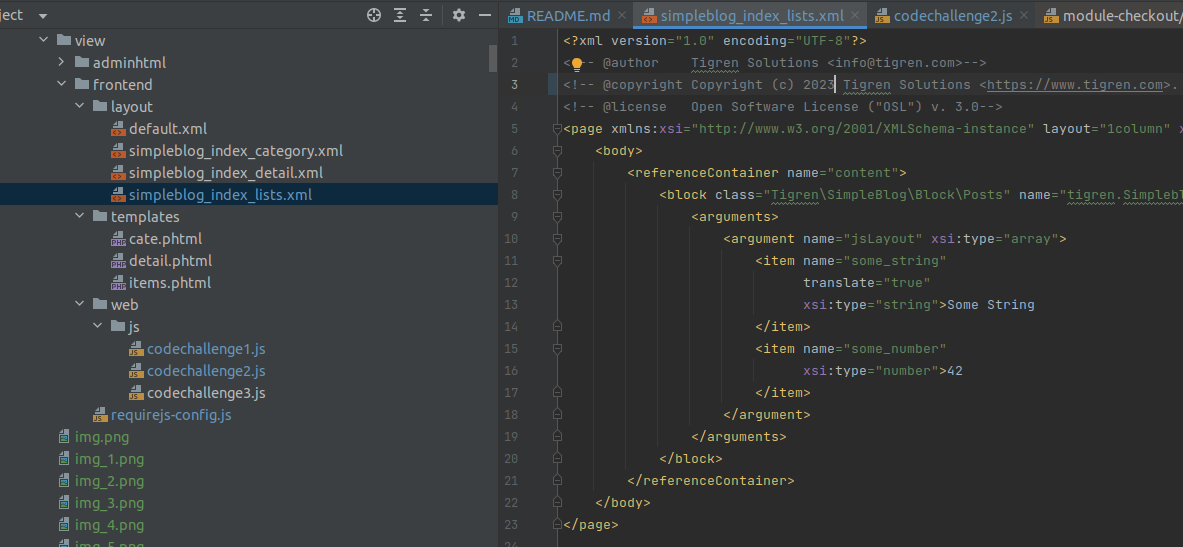 ject
README.md
simpleblog_index_lists.xml
codechallenge2.js
module-checkout/
view
adminhtml
frontend
layout
default.xml
simpleblog_index_category.xml
simpleblog_index_detail.xml
simpleblog_index_lists.xml
templates
cate.phtml
detail.phtml
items.phtml
web
js
codechallenge1.js
codechallenge2.js
codechallenge3.js
requirejs-config.js
img.png
img_1.png
img_2.png
img_3.png
img_4.png
img_5.png
1 <?xml version="1.0" encoding="UTF-8"?>
2 <!-- @author    Tigren Solutions <info@tigren.com>-->
3 <!-- @copyright Copyright (c) 2023 Tigren Solutions <https://www.tigren.com>.
4 <!-- @license   Open Software License ("OSL") v. 3.0-->
5 <page xmlns:xsi="http://www.w3.org/2001/XMLSchema-instance" layout="1column" x
6     <body>
7         <referenceContainer name="content">
8             <block class="Tigren\SimpleBlog\Block\Posts" name="tigren.Simplebl
9                 <arguments>
10                     <argument name="jsLayout" xsi:type="array">
11                         <item name="some_string"
12                               translate="true"
13                               xsi:type="string">Some String
14                         </item>
15                         <item name="some_number"
16                               xsi:type="number">42
17                         </item>
18                     </argument>
19                 </arguments>
20             </block>
21         </referenceContainer>
22     </body>
23 </page>
24